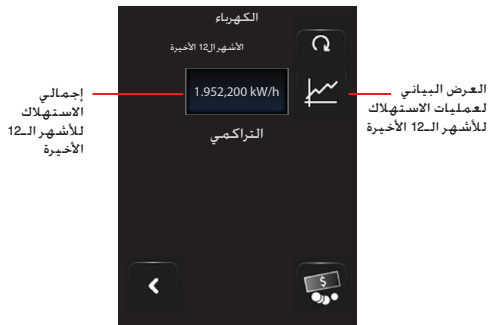 الكهرباء
الأشهر ال12 الأخيرة
1.952,200 kW/h
التراكمي
$
العرض البياني
لعمليات الاستهلاك
للأشهر الـ12 الأخيرة
إجمالي
الاستهلاك
للأشهر الـ12
الأخيرة